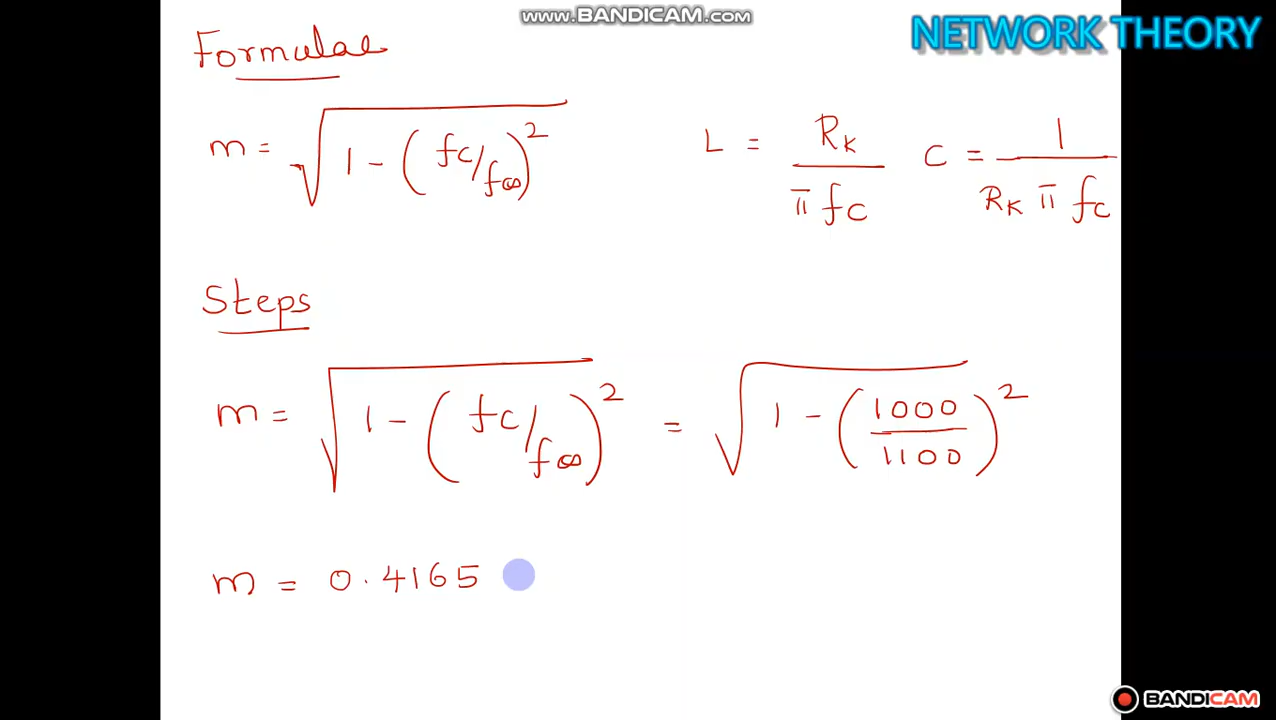 www.BANDICAM.com
NETWORK THEORY
Formulae
m = √(1 - (fc/f∞)²)  L = RK / π fc  C = 1 / RK π fc
Steps
m = √(1 - (fc/f∞)²) = √(1 - (1000/1100)²)
m = 0.4165
BANDICAM